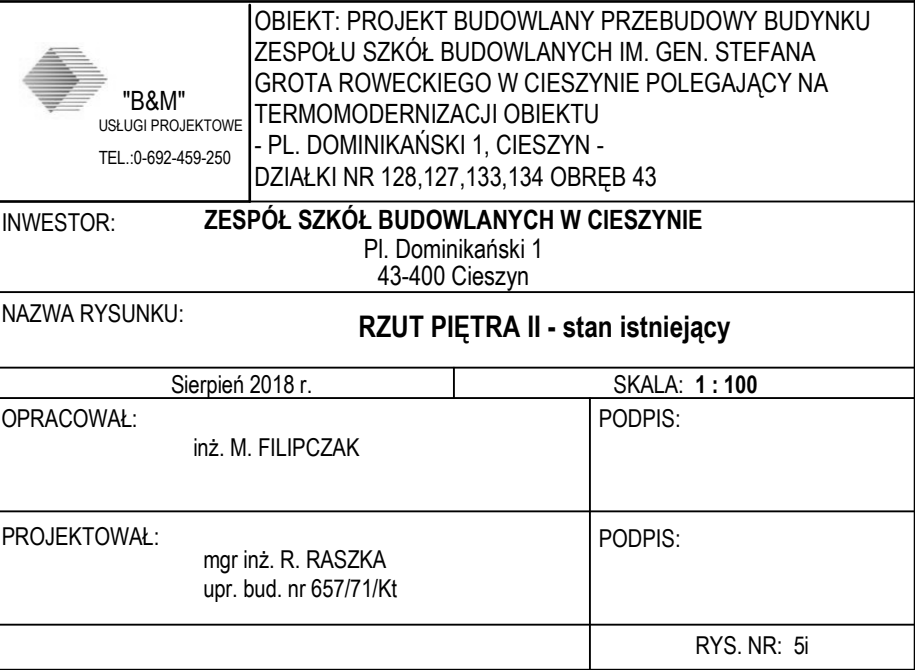 "B&M"
USŁUGI PROJEKTOWE
TEL.:0-692-459-250
OBIEKT: PROJEKT BUDOWLANY PRZEBUDOWY BUDYNKU
ZESPOŁU SZKÓŁ BUDOWLANYCH IM. GEN. STEFANA
GROTA ROWECKIEGO W CIESZYNIE POLEGAJĄCY NA
TERMOMODERNIZACJI OBIEKTU
- PL. DOMINIKAŃSKI 1, CIESZYN -
DZIAŁKI NR 128,127,133,134 OBRĘB 43
INWESTOR: ZESPÓŁ SZKÓŁ BUDOWLANYCH W CIESZYNIE
Pl. Dominikański 1
43-400 Cieszyn
NAZWA RYSUNKU:
RZUT PIĘTRA II - stan istniejący
Sierpień 2018 r. SKALA: 1 : 100
OPRACOWAŁ: PODPIS:
inż. M. FILIPCZAK
PROJEKTOWAŁ: PODPIS:
mgr inż. R. RASZKA
upr. bud. nr 657/71/Kt
RYS. NR: 5i